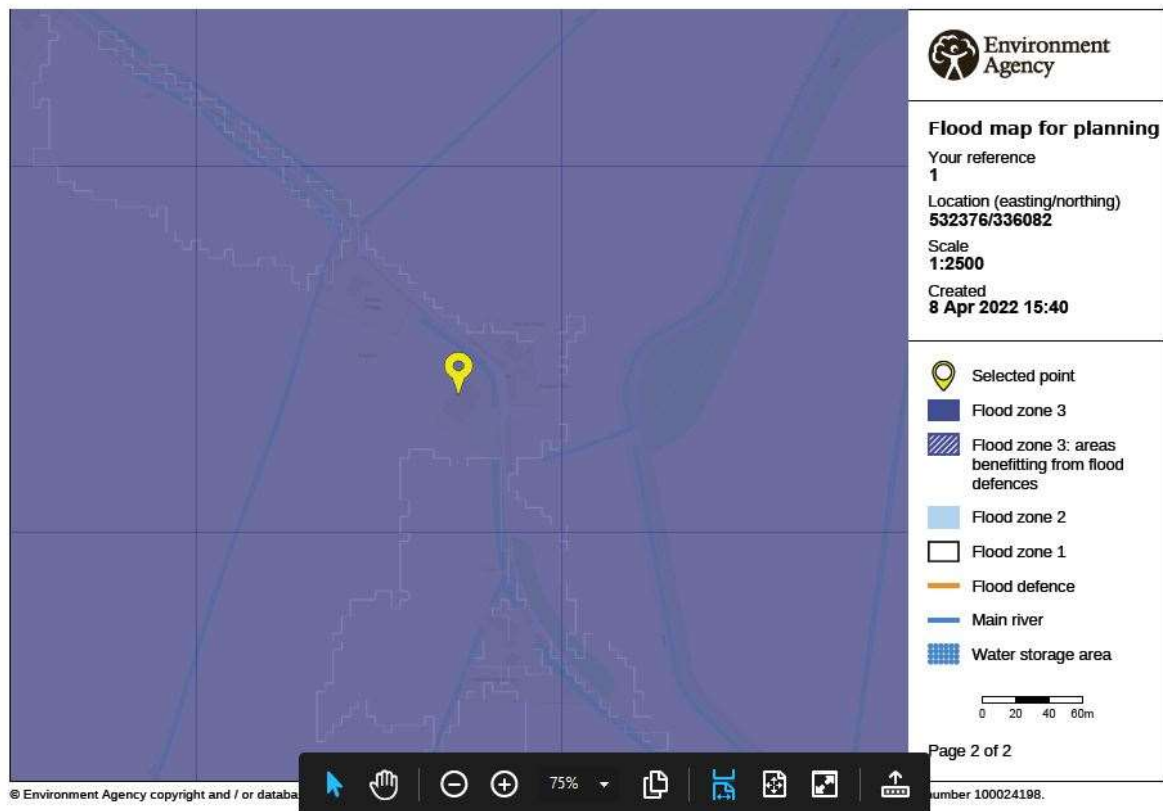 Environment
Agency
Flood map for planning
Your reference
1
Location (easting/northing)
532376/336082
Scale
1:2500
Created
8 Apr 2022 15:40
Selected point
Flood zone 3
Flood zone 3: areas
benefitting from flood
defences
Flood zone 2
Flood zone 1
Flood defence
Main river
Water storage area
0 20 40 60m
Page 2 of 2
75%
© Environment Agency copyright and / or databa
number 100024198.